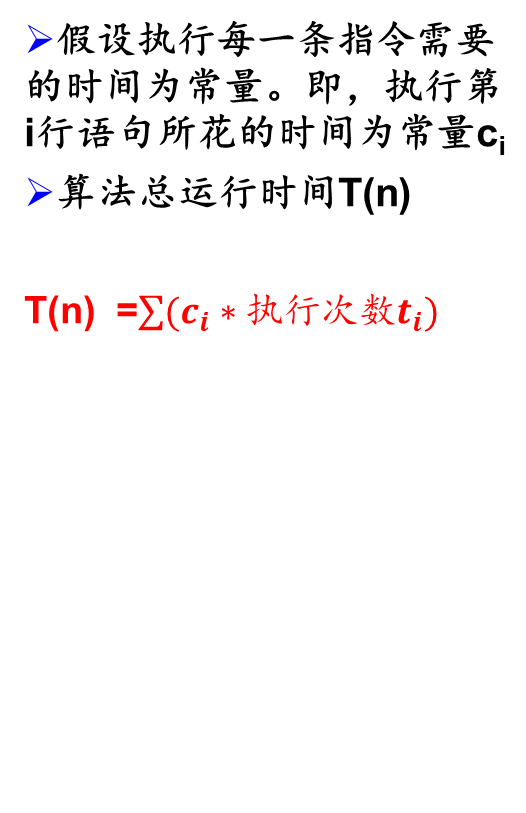 ➢假设执行每一条指令需要
的时间为常量。即，执行第
i行语句所花的时间为常量cᵢ
➢算法总运行时间T(n)
T(n) =∑(cᵢ * 执行次数tᵢ)